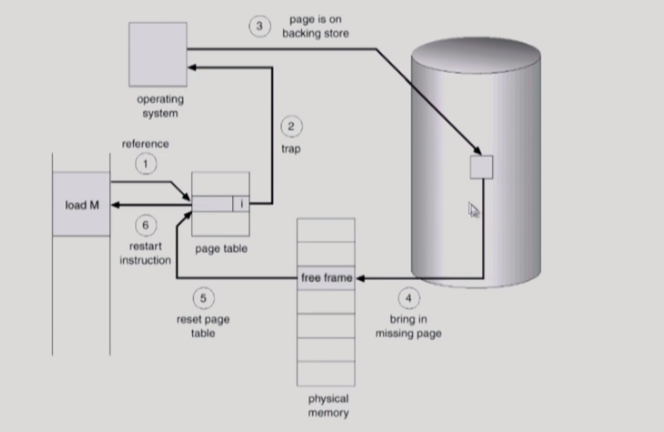 3
page is on
backing store
operating
system
2
trap
reference
1
load M
i
6
restart
instruction
page table
free frame
5
reset page
table
4
bring in
missing page
physical
memory